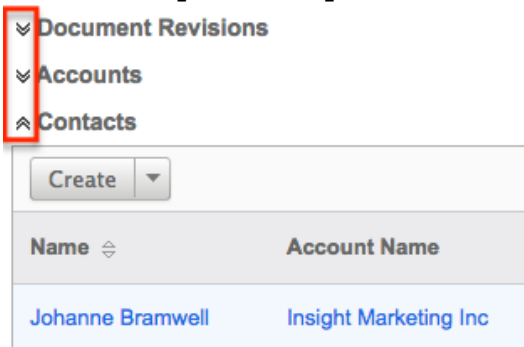 Document Revisions
Accounts
Contacts
Create
Name Account Name
Johanne Bramwell Insight Marketing Inc